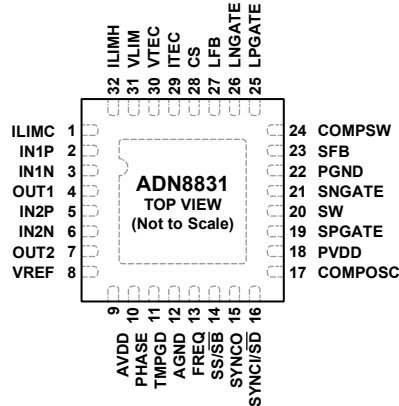 32 ILIMH
31 VLIM
30 VTEC
29 ITEC
28 CS
27 LFB
26 LNGATE
25 LPGATE
ILIMC 1
IN1P 2
IN1N 3
OUT1 4
IN2P 5
IN2N 6
OUT2 7
VREF 8
ADN8831
TOP VIEW
(Not to Scale)
24 COMPSW
23 SFB
22 PGND
21 SNGATE
20 SW
19 SPGATE
18 PVDD
17 COMPOSC
AVDD 9
PHASE 10
TMPGD 11
AGND 12
FREQ 13
SS/SB 14
SYNCO 15
SYNCI/SD 16